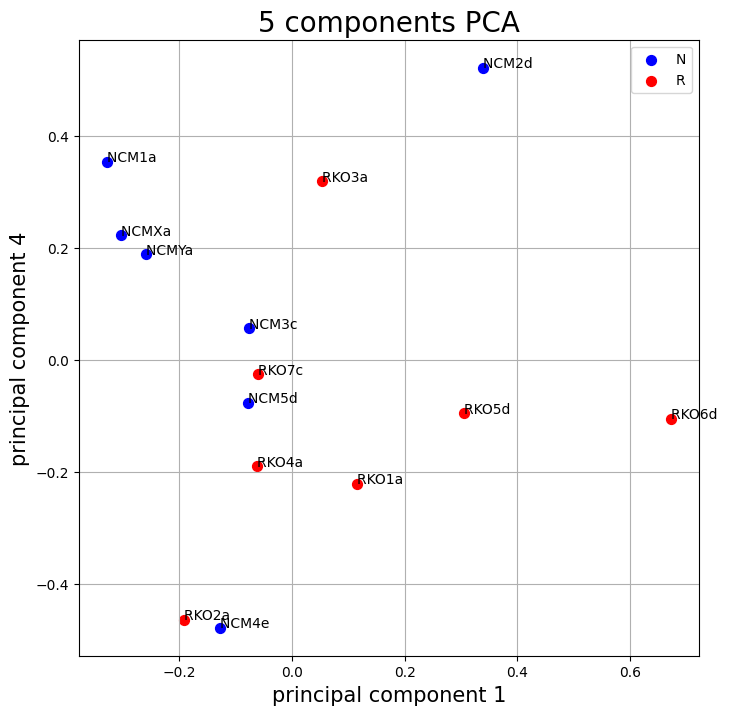 5 components PCA
NCM2d
N
R
0.4
NCM1a
RKO3a
NCMXa
NCMYa
0.2
principal component 4
NCM3c
0.0
RKO7c
NCM5d
RKO5d
RKO6d
−0.2
RKO4a
RKO1a
−0.4
RKO2a
NCM4e
−0.2
0.0
0.2
0.4
0.6
principal component 1